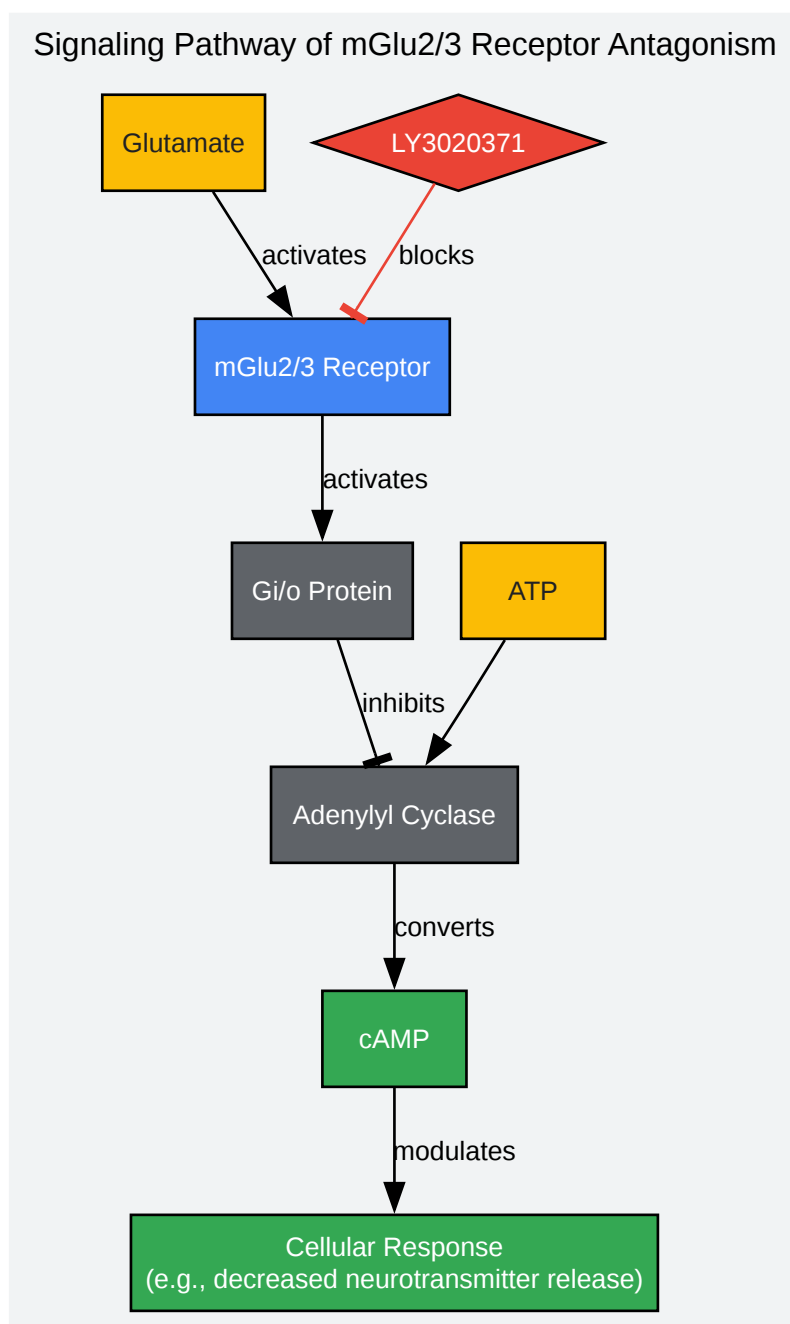 Signaling Pathway of mGlu2/3 Receptor Antagonism
Glutamate
LY3020371
activates
blocks
mGlu2/3 Receptor
activates
Gi/o Protein
ATP
inhibits
Adenylyl Cyclase
converts
cAMP
modulates
Cellular Response
(e.g., decreased neurotransmitter release)